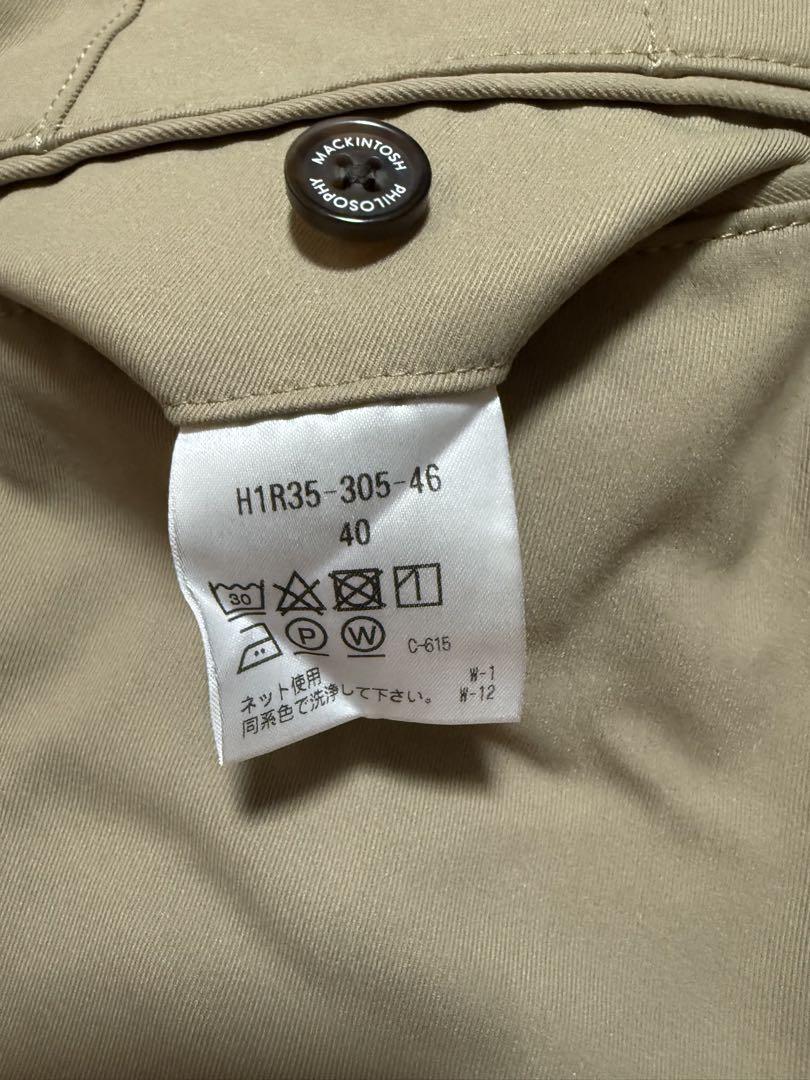 MACKINTOSH PHILOSOPHY
H1R35-305-46
40
30
P W C-615
ネット使用 W-1
同系色で洗浄して下さい。 W-12